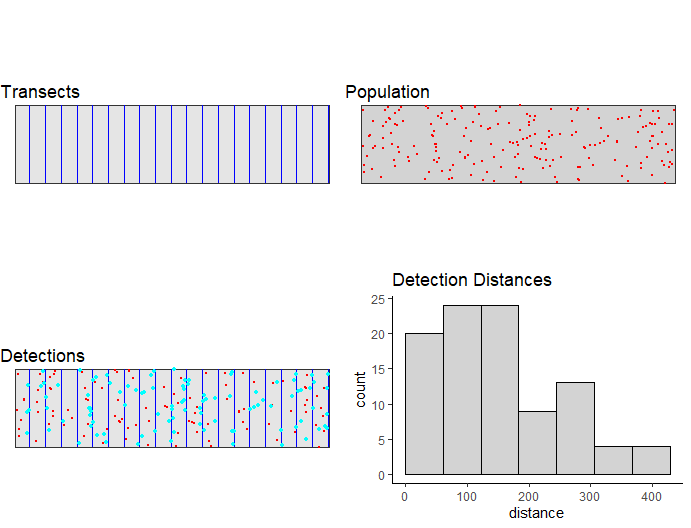 Transects
Population
Detections
Detection Distances
count
25
20
15
10
5
0
0 100 200 300 400
distance